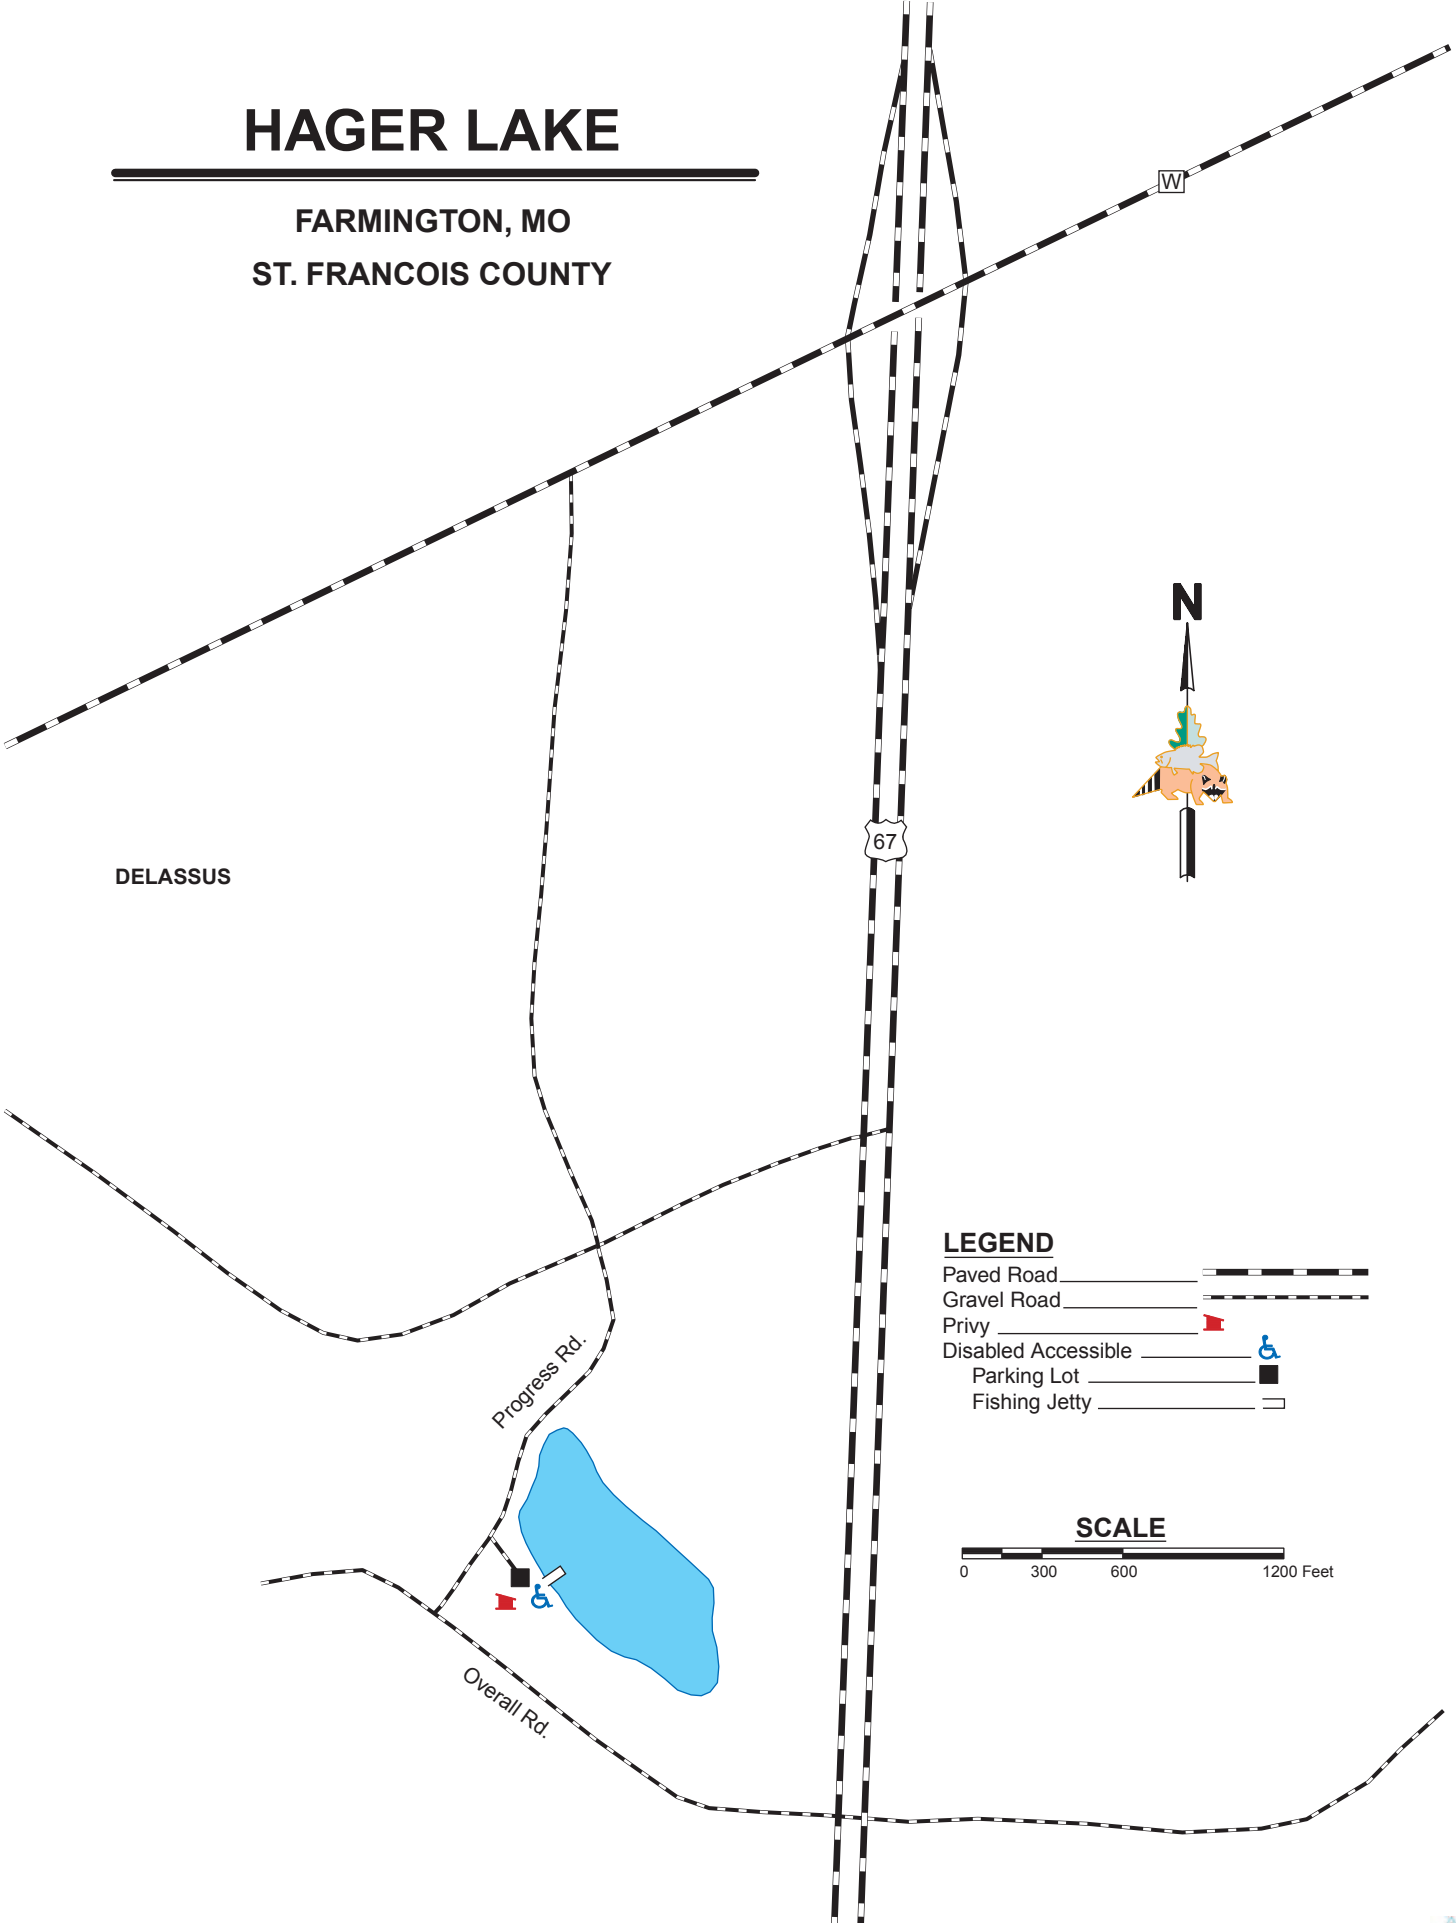 HAGER LAKE
FARMINGTON, MO
ST. FRANCOIS COUNTY
W
N
67
DELASSUS
LEGEND
Paved Road
Gravel Road
Privy
Disabled Accessible
Parking Lot
Fishing Jetty
Progress Rd.
SCALE
0 300 600 1200 Feet
Overall Rd.